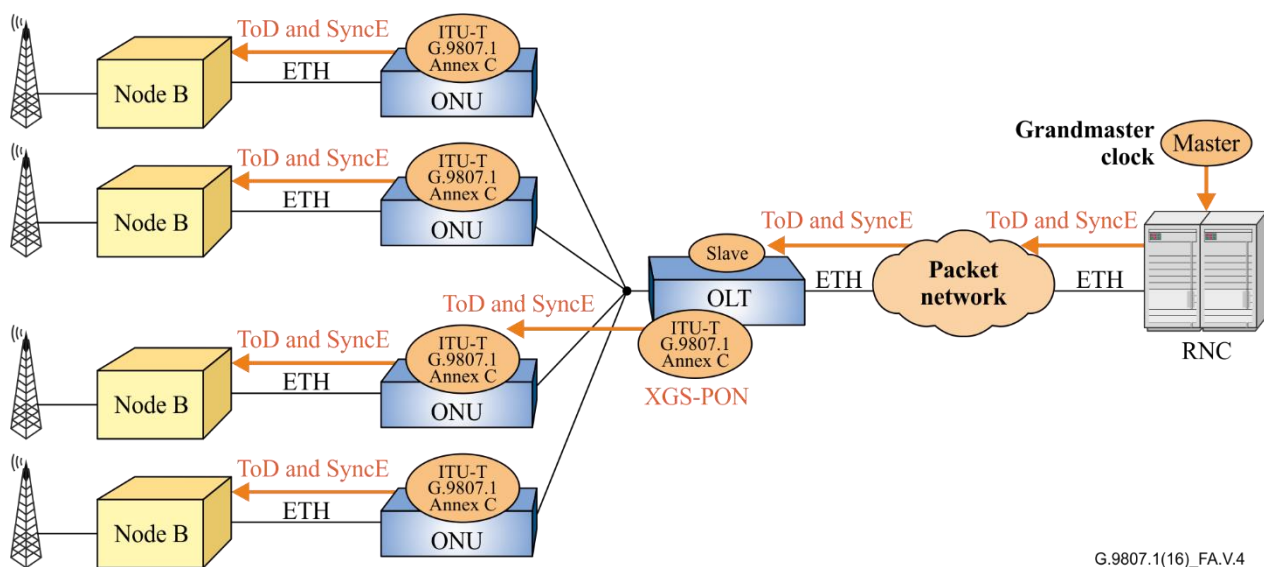 ToD and SyncE
ITU-T
G.9807.1
Annex C
Node B
ETH
ONU
Grandmaster
clock
Master
ToD and SyncE
ITU-T
G.9807.1
Annex C
Node B
ETH
ONU
ToD and SyncE
ToD and SyncE
Slave
OLT
ETH
Packet
network
ETH
RNC
ToD and SyncE
ITU-T
G.9807.1
Annex C
XGS-PON
ToD and SyncE
ITU-T
G.9807.1
Annex C
Node B
ETH
ONU
ToD and SyncE
ITU-T
G.9807.1
Annex C
Node B
ETH
ONU
G.9807.1(16)_FA.V.4